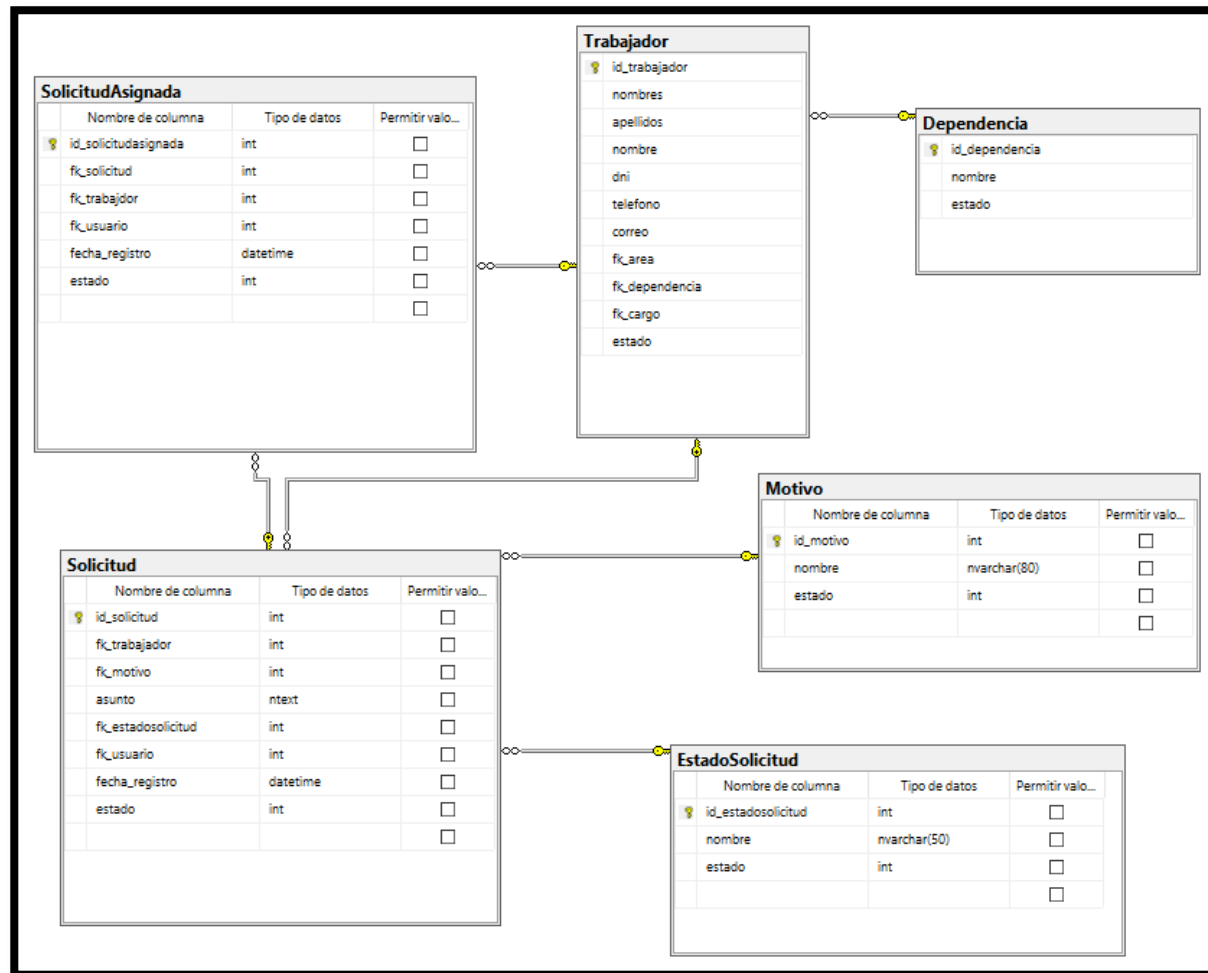 SolicitudAsignada
Nombre de columna Tipo de datos Permitir valo...
id_solicitudasignada int
fk_solicitud int
fk_trabajdor int
fk_usuario int
fecha_registro datetime
estado int
Trabajador
id_trabajador
nombres
apellidos
nombre
dni
telefono
correo
fk_area
fk_dependencia
fk_cargo
estado
Dependencia
id_dependencia
nombre
estado
Solicitud
Nombre de columna Tipo de datos Permitir valo...
id_solicitud int
fk_trabajador int
fk_motivo int
asunto ntext
fk_estadosolicitud int
fk_usuario int
fecha_registro datetime
estado int
Motivo
Nombre de columna Tipo de datos Permitir valo...
id_motivo int
nombre nvarchar(80)
estado int
EstadoSolicitud
Nombre de columna Tipo de datos Permitir valo...
id_estadosolicitud int
nombre nvarchar(50)
estado int